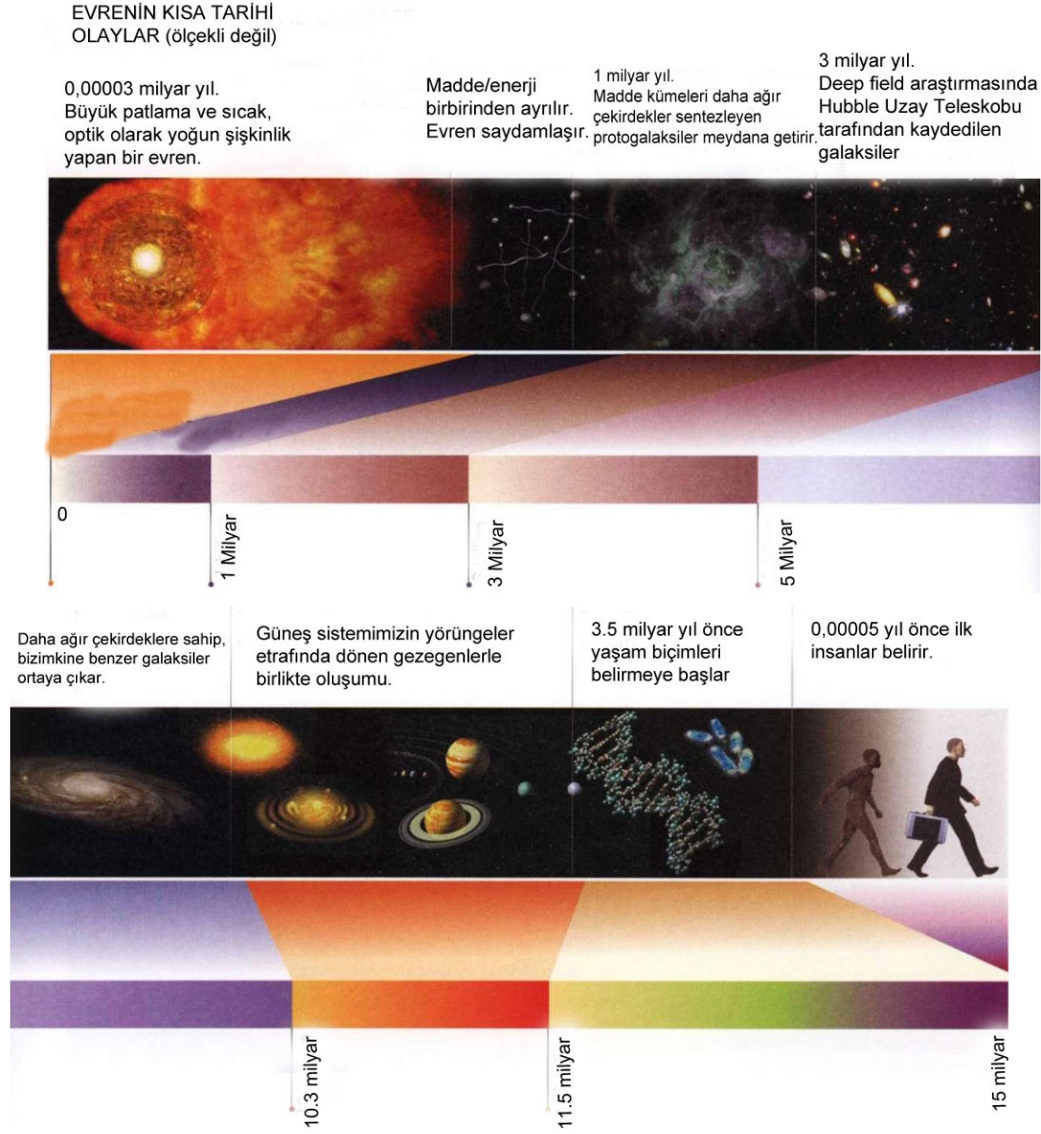 EVRENİN KISA TARİHİ
OLAYLAR (ölçekli değil)
0,00003 milyar yıl.
Büyük patlama ve sıcak,
optik olarak yoğun şişkinlik
yapan bir evren.
Madde/enerji
birbirinden ayrılır.
Evren saydamlaşır.
1 milyar yıl.
Madde kümeleri daha ağır
çekirdekler sentezleyen
protogalaksiler meydana getirir.
3 milyar yıl.
Deep field araştırmasında
Hubble Uzay Teleskobu
tarafından kaydedilen
galaksiler
0
1 Milyar
3 Milyar
5 Milyar
Daha ağır çekirdeklere sahip,
bizimkine benzer galaksiler
ortaya çıkar.
Güneş sistemimizin yörüngeler
etrafında dönen gezegenlerle
birlikte oluşumu.
3.5 milyar yıl önce
yaşam biçimleri
belirmeye başlar
0,00005 yıl önce ilk
insanlar belirir.
10.3 milyar
11.5 milyar
15 milyar